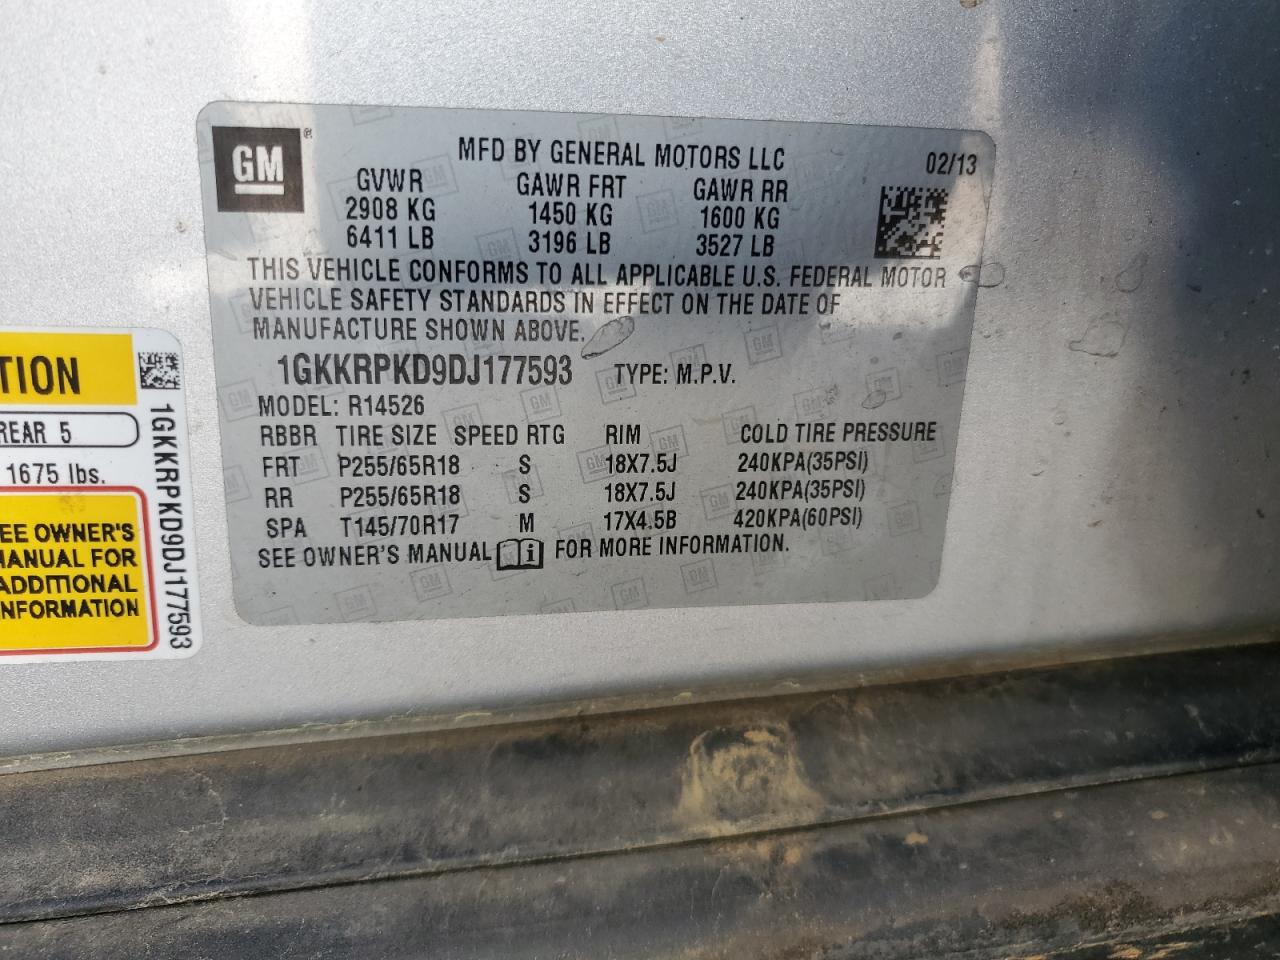 GM®
MFD BY GENERAL MOTORS LLC 02/13
GVWR GAWR FRT GAWR RR
2908 KG 1450 KG 1600 KG
6411 LB 3196 LB 3527 LB
THIS VEHICLE CONFORMS TO ALL APPLICABLE U.S. FEDERAL MOTOR
VEHICLE SAFETY STANDARDS IN EFFECT ON THE DATE OF
MANUFACTURE SHOWN ABOVE.
1GKKRPKD9DJ177593 TYPE: M.P.V.
MODEL: R14526
RBBR TIRE SIZE SPEED RTG RIM COLD TIRE PRESSURE
FRT P255/65R18 S 18X7.5J 240KPA(35PSI)
RR P255/65R18 S 18X7.5J 240KPA(35PSI)
SPA T145/70R17 M 17X4.5B 420KPA(60PSI)
SEE OWNER'S MANUAL i FOR MORE INFORMATION.
TION
REAR 5
1675 lbs.
EE OWNER'S
MANUAL FOR
ADDITIONAL
NFORMATION
1GKKRPKD9DJ177593